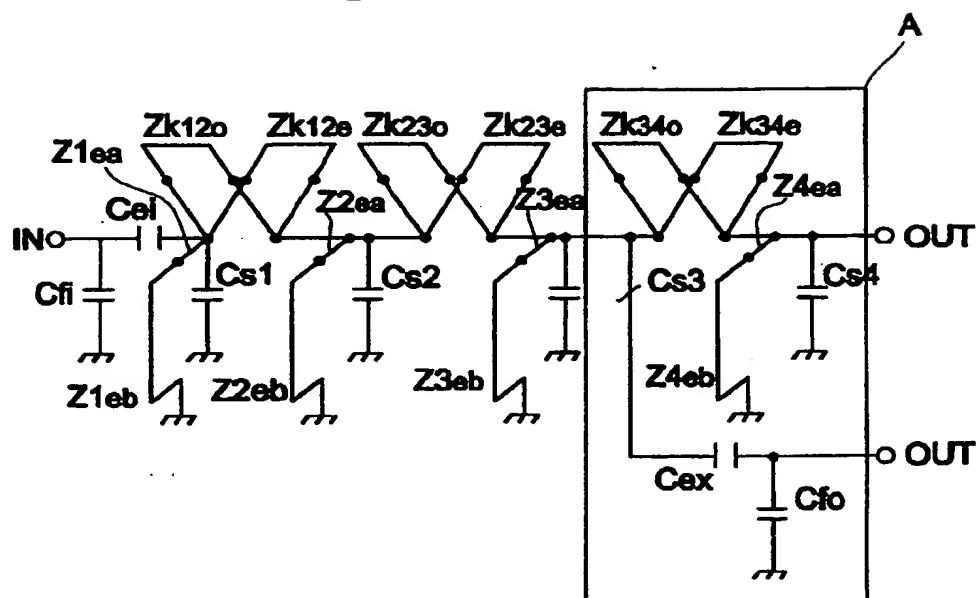 A
Zk12o Zk12e Zk23o Zk23e Zk34o Zk34e
Z1ea Z2ea Z3ea Z4ea
Cei
IN OUT
Cfi Cs1 Cs2 Cs3 Cs4
Z1eb Z2eb Z3eb Z4eb
OUT
Cex Cfo